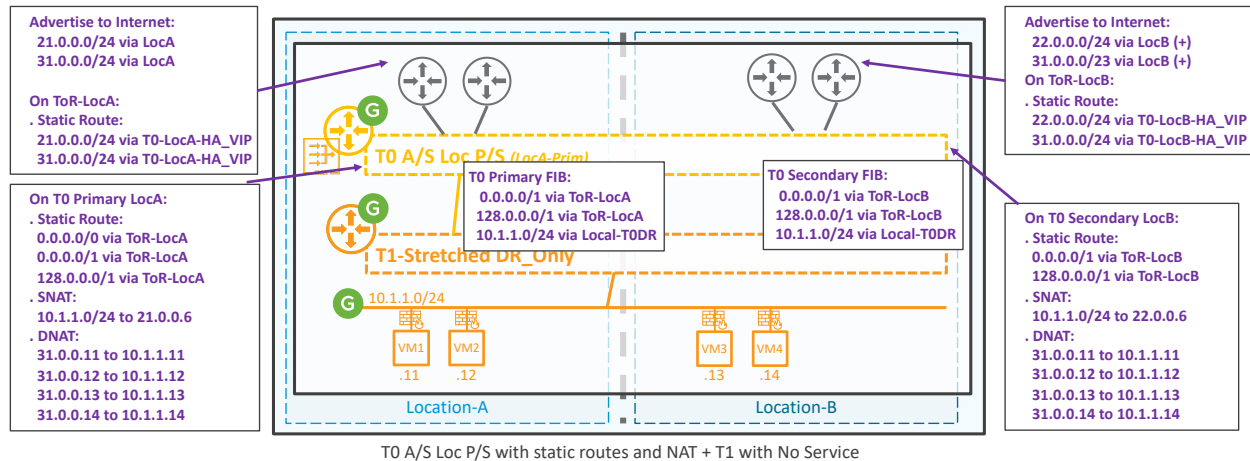 Advertise to Internet:
21.0.0.0/24 via LocA
31.0.0.0/24 via LocA
On ToR-LocA:
. Static Route:
21.0.0.0/24 via T0-LocA-HA_VIP
31.0.0.0/24 via T0-LocA-HA_VIP
On T0 Primary LocA:
. Static Route:
0.0.0.0/0 via ToR-LocA
0.0.0.0/1 via ToR-LocA
128.0.0.0/1 via ToR-LocA
. SNAT:
10.1.1.0/24 to 21.0.0.6
. DNAT:
31.0.0.11 to 10.1.1.11
31.0.0.12 to 10.1.1.12
31.0.0.13 to 10.1.1.13
31.0.0.14 to 10.1.1.14
G
T0 A/S Loc P/S (LocA-Prim)
T0 Primary FIB:
0.0.0.0/1 via ToR-LocA
128.0.0.0/1 via ToR-LocA
10.1.1.0/24 via Local-T0DR
T0 Secondary FIB:
0.0.0.0/1 via ToR-LocB
128.0.0.0/1 via ToR-LocB
10.1.1.0/24 via Local-T0DR
G
T1-Stretched DR_Only
G
10.1.1.0/24
VM1
VM2
VM3
VM4
.11
.12
.13
.14
Location-A
Location-B
Advertise to Internet:
22.0.0.0/24 via LocB (+)
31.0.0.0/23 via LocB (+)
On ToR-LocB:
. Static Route:
22.0.0.0/24 via T0-LocB-HA_VIP
31.0.0.0/24 via T0-LocB-HA_VIP
On T0 Secondary LocB:
. Static Route:
0.0.0.0/1 via ToR-LocB
128.0.0.0/1 via ToR-LocB
. SNAT:
10.1.1.0/24 to 22.0.0.6
. DNAT:
31.0.0.11 to 10.1.1.11
31.0.0.12 to 10.1.1.12
31.0.0.13 to 10.1.1.13
31.0.0.14 to 10.1.1.14
T0 A/S Loc P/S with static routes and NAT + T1 with No Service